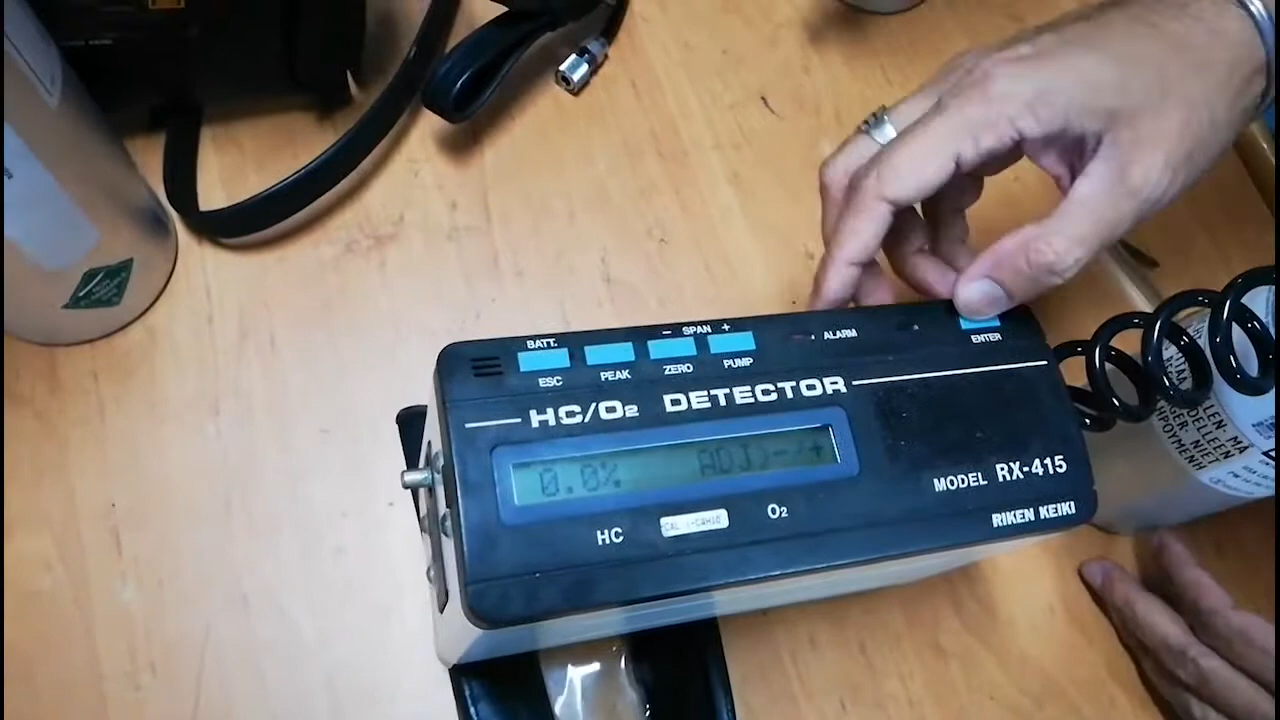 - SPAN +
BATT.
ALARM
ESC
PEAK
ZERO
PUMP
ENTER
HC/O₂ DETECTOR
0.0% ADJ>-/+
MODEL RX-415
HC
O₂
RIKEN KEIKI